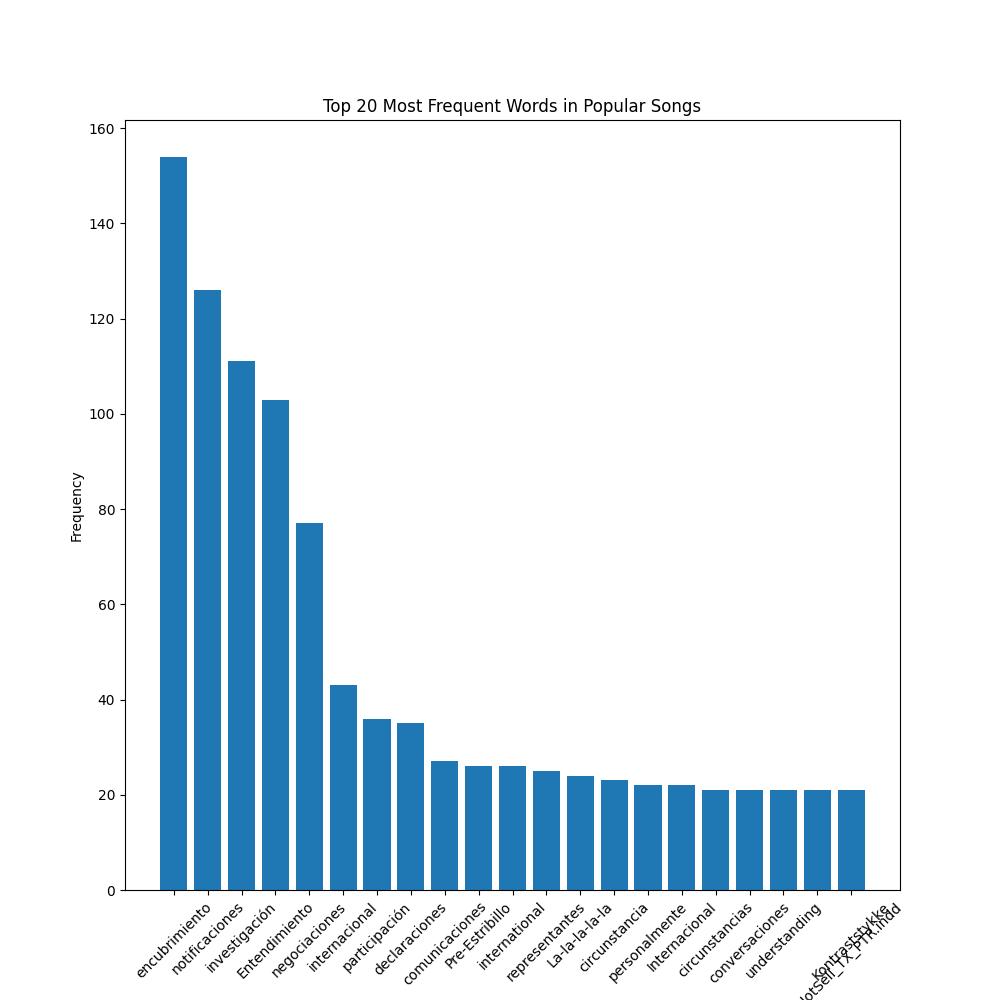 Top 20 Most Frequent Words in Popular Songs
Frequency
160
140
120
100
80
60
40
20
0
encubrimiento
notificaciones
investigación
Entendimiento
negociaciones
internacional
participación
declaraciones
comunicaciones
Pre-Estribillo
international
representantes
La-la-la-la-la
circunstancia
personalmente
Internacional
circunstancias
conversaciones
understanding
Kontraststykke